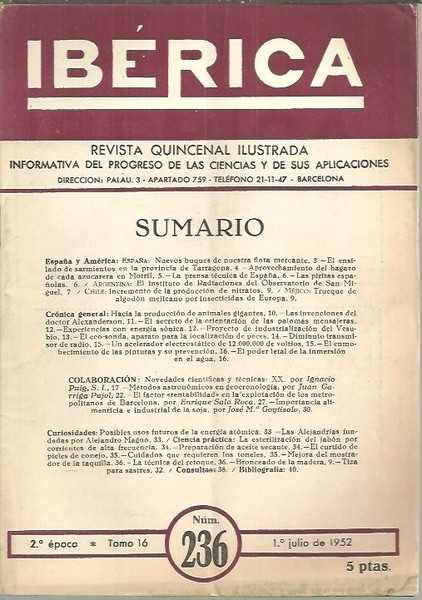 IBÉRICA
REVISTA QUINCENAL ILUSTRADA
INFORMATIVA DEL PROGRESO DE LAS CIENCIAS Y DE SUS APLICACIONES
DIRECCION: PALAU, 3 - APARTADO 759 - TELÉFONO 21-11-47 - BARCELONA
SUMARIO
España y América: ESPAÑA: Nuevos buques de nuestra flota mercante, 3 —El ensi-
lado de sarmientos en la provincia de Tarragona. 4 —Aprovechamiento del bagazo
de caña azucarera en Motril, 5.—La prensa técnica de España. 6.—Las piritas espa-
ñolas. 6. / ARGENTINA: El Instituto de Radiaciones del Observatorio de San Mi-
guel, 7 / CHILE: Incremento de la producción de nitratos, 9. / MÉJICO: Trueque de
algodón mejicano por insecticidas de Europa, 9.
Crónica general: Hacia la producción de animales gigantes, 10.—Las invenciones del
doctor Alexanderson, 11.—El secreto de la orientación de las palomas mensajeras.
12.—Experiencias con energía sónica. 12.—Proyecto de industrialización del Vesu-
bio, 13.—El eco-sonda, aparato para la localización de peces. 14.—Diminuto transmi-
sor de radio, 15.—Un acelerador electrostático de 12.000.000 de voltios, 15.—El enmo-
hecimiento de las pinturas y su prevención, 16.—El poder letal de la inmersión
en el agua, 16.
COLABORACIÓN: Novedades científicas y técnicas: XX. por Ignacio
Puig, S. I., 17.—Métodos astronómicos en geocronología, por Juan Ga-
rriga Pujol, 22.—El factor «rentabilidad» en la explotación de los metro-
politanos de Barcelona, por Enrique Sala Roca, 27.—Importancia ali-
menticia e industrial de la soja, por José M.ª Goytisolo, 30.
Curiosidades: Posibles usos futuros de la energía atómica. 33 —Las Alejandrías fun-
dadas por Alejandro Magno, 33. / Ciencia práctica: La esterilización del jabón por
corrientes de alta frecuencia, 34.—Preparación de aceite secante, 34.—El curtido de
pieles de conejo, 35.—Cuidados que requieren los toneles, 35.—Mejora del mostra-
dor de la taquilla. 36.—La técnica del retoque, 36.—Bronceado de la madera, 9.—Tiza
para sastres, 32. / Consultas: 38. / Bibliografía: 40.
2.º época * Tomo 16
Núm.
236
1.º julio de 1952
5 ptas.